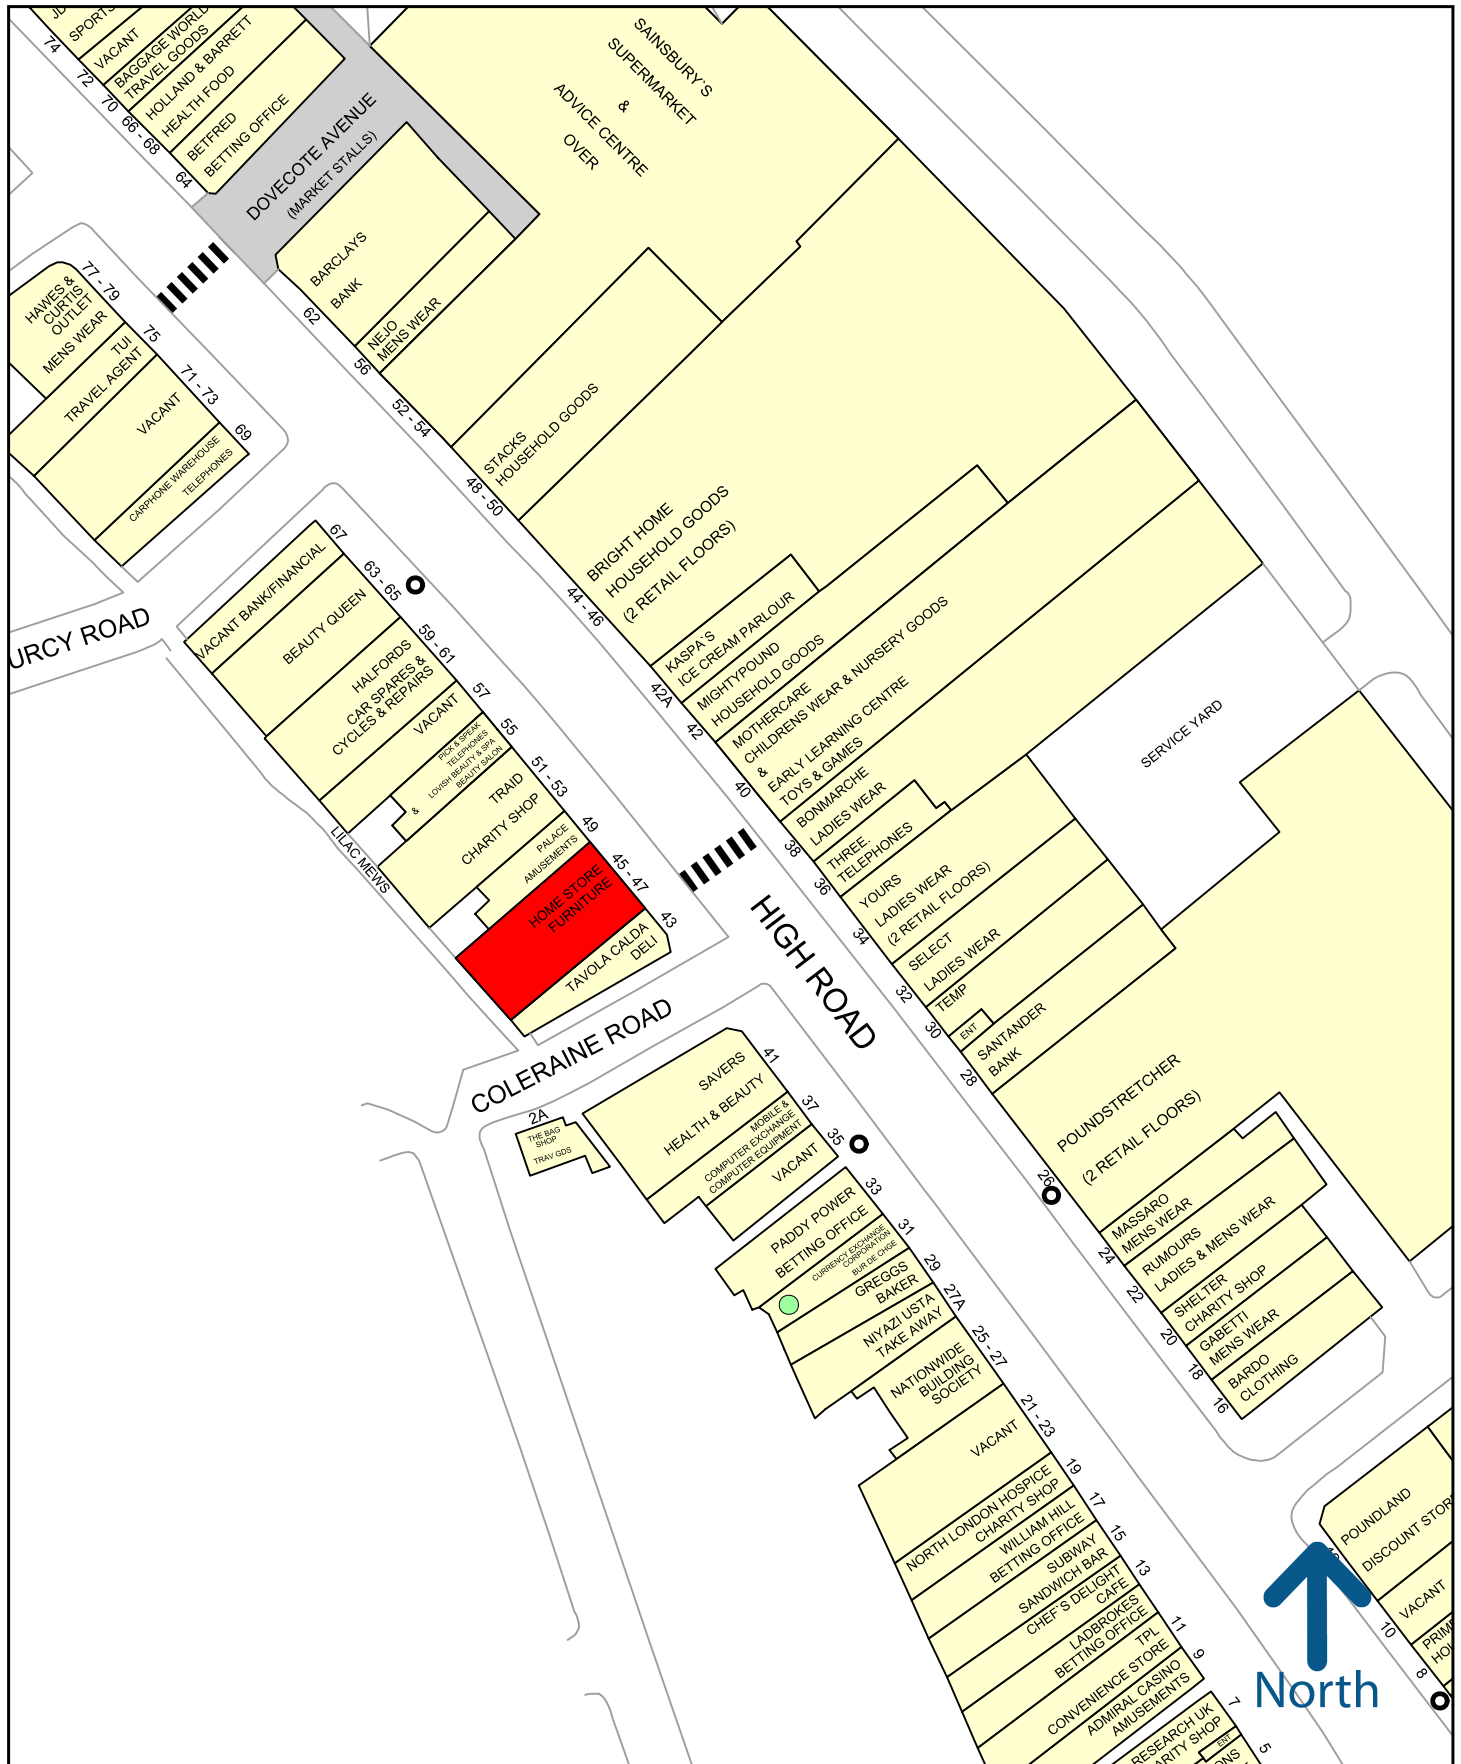 SPORTS
VACANT
BAGGAGE WORLD
TRAVEL GOODS
HOLLAND & BARRETT
HEALTH FOOD
BETFRED
BETTING OFFICE
74
72
70
66 - 68
64
DOVECOTE AVENUE
(MARKET STALLS)
SAINSBURY`S
SUPERMARKET
&
ADVICE CENTRE
OVER
BARCLAYS
BANK
NEJO
MENS WEAR
62
56
52 - 54
STACKS
HOUSEHOLD GOODS
48 - 50
BRIGHT HOME
HOUSEHOLD GOODS
(2 RETAIL FLOORS)
44 - 46
KASPA`S
ICE CREAM PARLOUR
42A
MIGHTYPOUND
HOUSEHOLD GOODS
42
MOTHERCARE
CHILDRENS WEAR & NURSERY GOODS
&
EARLY LEARNING CENTRE
TOYS & GAMES
40
BONMARCHE
LADIES WEAR
38
THREE.
TELEPHONES
36
YOURS
LADIES WEAR
(2 RETAIL FLOORS)
34
SELECT
LADIES WEAR
32
TEMP
30
ENT
SANTANDER
BANK
28
SERVICE YARD
POUNDSTRETCHER
(2 RETAIL FLOORS)
26
MASSARO
MENS WEAR
24
RUMOURS
LADIES & MENS WEAR
22
SHELTER
CHARITY SHOP
20
GABETTI
MENS WEAR
18
BARDO
CLOTHING
16
HAWES &
CURTIS
OUTLET
MENS WEAR
77 - 79
TUI
TRAVEL AGENT
75
VACANT
71 - 73
CARPHONE WAREHOUSE
TELEPHONES
69
URCY ROAD
VACANT BANK/FINANCIAL
67
BEAUTY QUEEN
63 - 65
HALFORDS
CAR SPARES &
CYCLES & REPAIRS
59 - 61
VACANT
57
PICK & SPEAK
TELEPHONES
&
LOVISH BEAUTY & SPA
BEAUTY SALON
55
TRAID
CHARITY SHOP
51 - 53
PALACE
AMUSEMENTS
49
HOME STORE
FURNITURE
45 - 47
TAVOLA CALDA
DELI
43
LILAC MEWS
HIGH ROAD
COLERAINE ROAD
2A
THE BAG
SHOP
TRAV GDS
SAVERS
HEALTH & BEAUTY
41
MOBILE &
COMPUTER EXCHANGE
COMPUTER EQUIPMENT
37
VACANT
35
PADDY POWER
BETTING OFFICE
33
CURRENCY EXCHANGE
CORPORATION
BUR DE CHGE
31
GREGGS
BAKER
29
NIYAZI USTA
TAKE AWAY
27A
NATIONWIDE
BUILDING
SOCIETY
25 - 27
VACANT
21 - 23
NORTH LONDON HOSPICE
CHARITY SHOP
19
WILLIAM HILL
BETTING OFFICE
17
SUBWAY
SANDWICH BAR
15
CHEF`S DELIGHT
CAFE
13
LADBROKES
BETTING OFFICE
TPL
CONVENIENCE STORE
11
ADMIRAL CASINO
AMUSEMENTS
9
RESEARCH UK
ARITY SHOP
7
ENT
5
POUNDLAND
DISCOUNT STOR
VACANT
10
PRIM
HOU
8
North